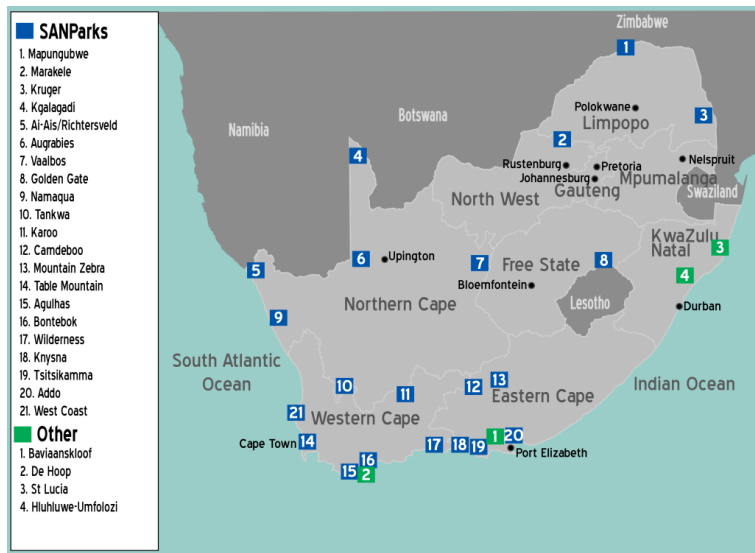 SANParks
1. Mapungubwe
2. Marakele
3. Kruger
4. Kgalagadi
5. Ai-Ais/Richtersveld
6. Augrabies
7. Vaalbos
8. Golden Gate
9. Namaqua
10. Tankwa
11. Karoo
12. Camdeboo
13. Mountain Zebra
14. Table Mountain
15. Agulhas
16. Bontebok
17. Wilderness
18. Knysna
19. Tsitsikamma
20. Addo
21. West Coast
Other
1. Baviaanskloof
2. De Hoop
3. St Lucia
4. Hluhluwe-Umfolozi
Zimbabwe
1
Polokwane
Limpopo
3
Namibia
Botswana
2
4
Rustenburg
Pretoria
Nelspruit
Johannesburg
Gauteng
Mpumalanga
North West
Swaziland
KwaZulu
Natal
3
6
Upington
7
Free State
8
5
4
Bloemfontein
Lesotho
Durban
Northern Cape
9
South Atlantic
Ocean
Indian Ocean
10
11
12
13
Eastern Cape
21
Western Cape
Cape Town
14
17
18
19
1
20
Port Elizabeth
16
15
2